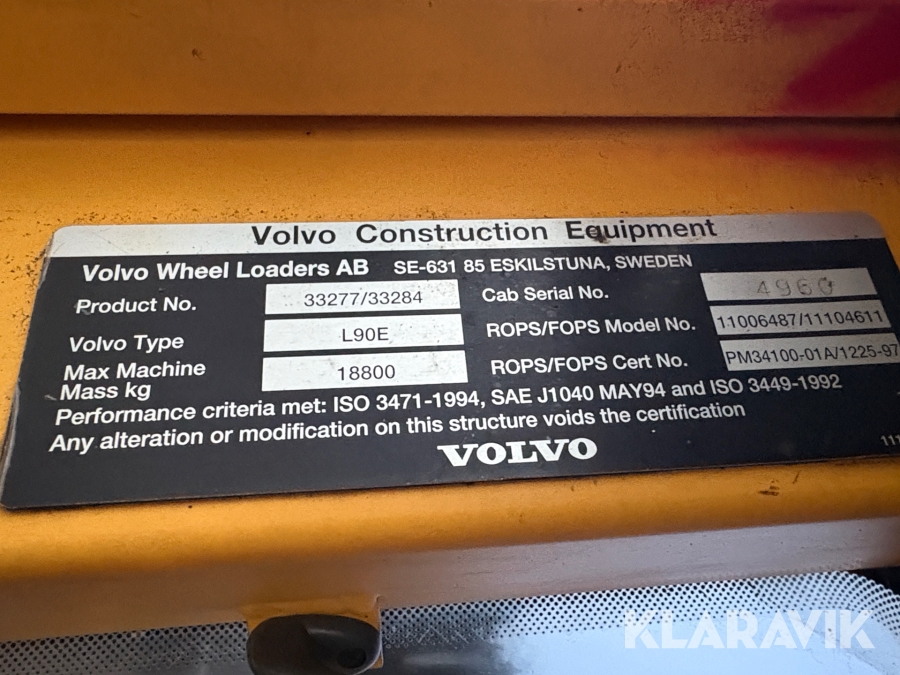 Volvo Construction Equipment
Volvo Wheel Loaders AB SE-631 85 ESKILSTUNA, SWEDEN
Product No. 33277/33284 Cab Serial No. 4960
Volvo Type L90E ROPS/FOPS Model No. 11006487/11104611
Max Machine Mass kg 18800 ROPS/FOPS Cert No. PM34100-01A/1225-97
Performance criteria met: ISO 3471-1994, SAE J1040 MAY94 and ISO 3449-1992
Any alteration or modification on this structure voids the certification
VOLVO
KLARAVIK